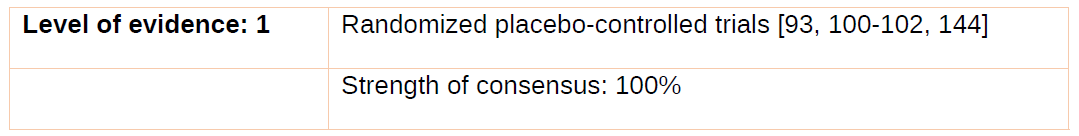 Level of evidence: 1
Randomized placebo-controlled trials [93, 100-102, 144]
Strength of consensus: 100%